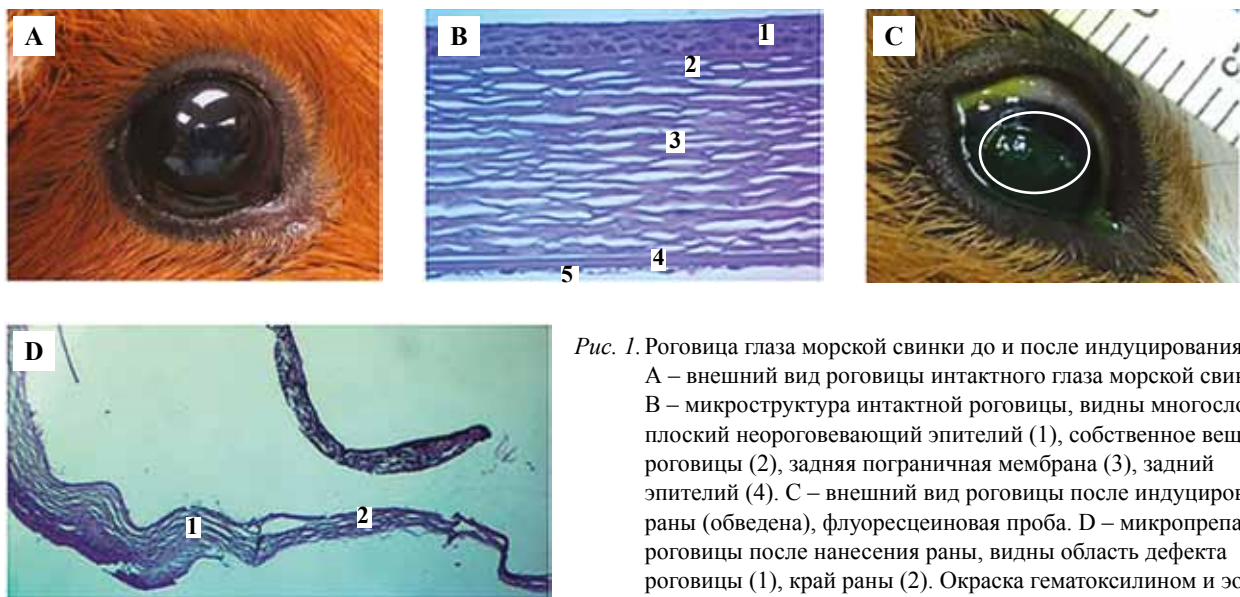 A
B
C
1
2
3
4
5
D
1
2
Рис. 1. Роговица глаза морской свинки до и после индуцирования
А – внешний вид роговицы интактного глаза морской свин
В – микроструктура интактной роговицы, видны многосло
плоский неороговевающий эпителий (1), собственное вещ
роговицы (2), задняя пограничная мембрана (3), задний
эпителий (4). С – внешний вид роговицы после индуциров
раны (обведена), флуоресцеиновая проба. D – микропрепа
роговицы после нанесения раны, видны область дефекта
роговицы (1), край раны (2). Окраска гематоксилином и эо